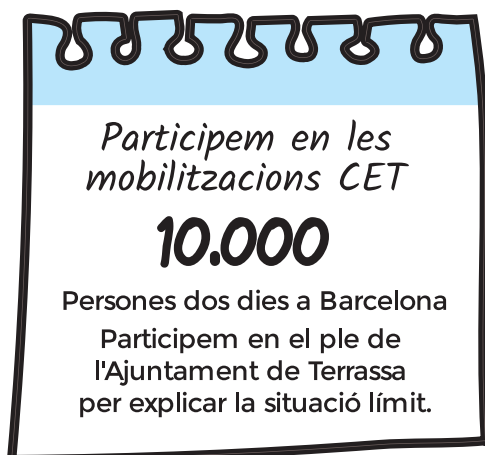 Participem en les
mobilitzacions CET
10.000
Persones dos dies a Barcelona
Participem en el ple de
l'Ajuntament de Terrassa
per explicar la situació límit.